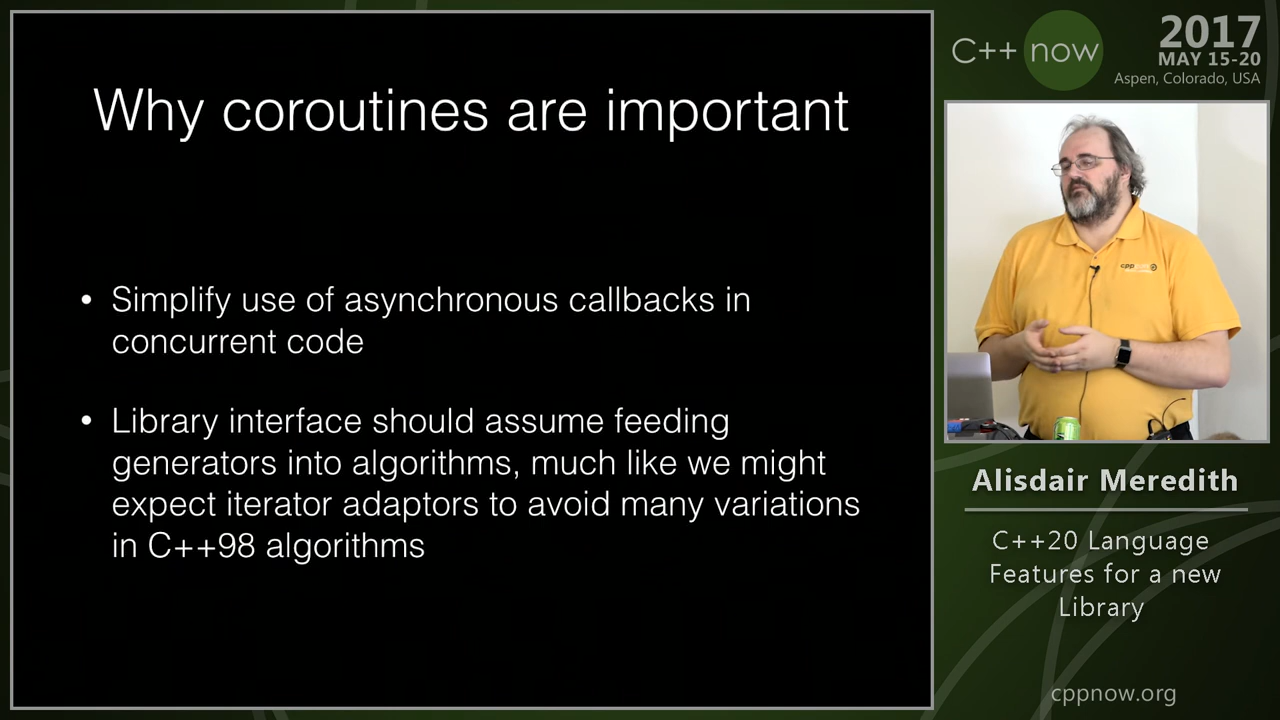 Why coroutines are important
• Simplify use of asynchronous callbacks in
concurrent code
• Library interface should assume feeding
generators into algorithms, much like we might
expect iterator adaptors to avoid many variations
in C++98 algorithms
C++ now
2017
MAY 15-20
Aspen, Colorado, USA
Alisdair Meredith
C++20 Language
Features for a new
Library
cppnow.org